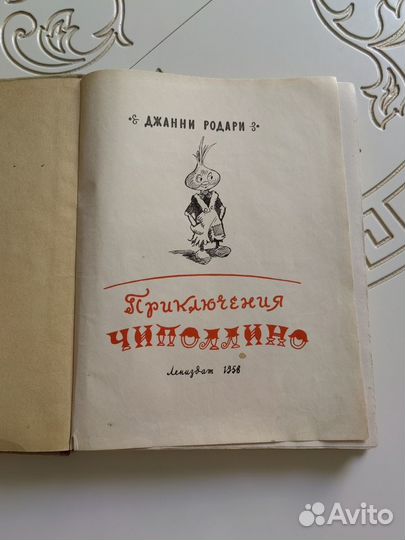 ДЖАННИ РОДАРИ
Приключения
ЧИПОЛЛИНО
Лениздат 1958
Avito